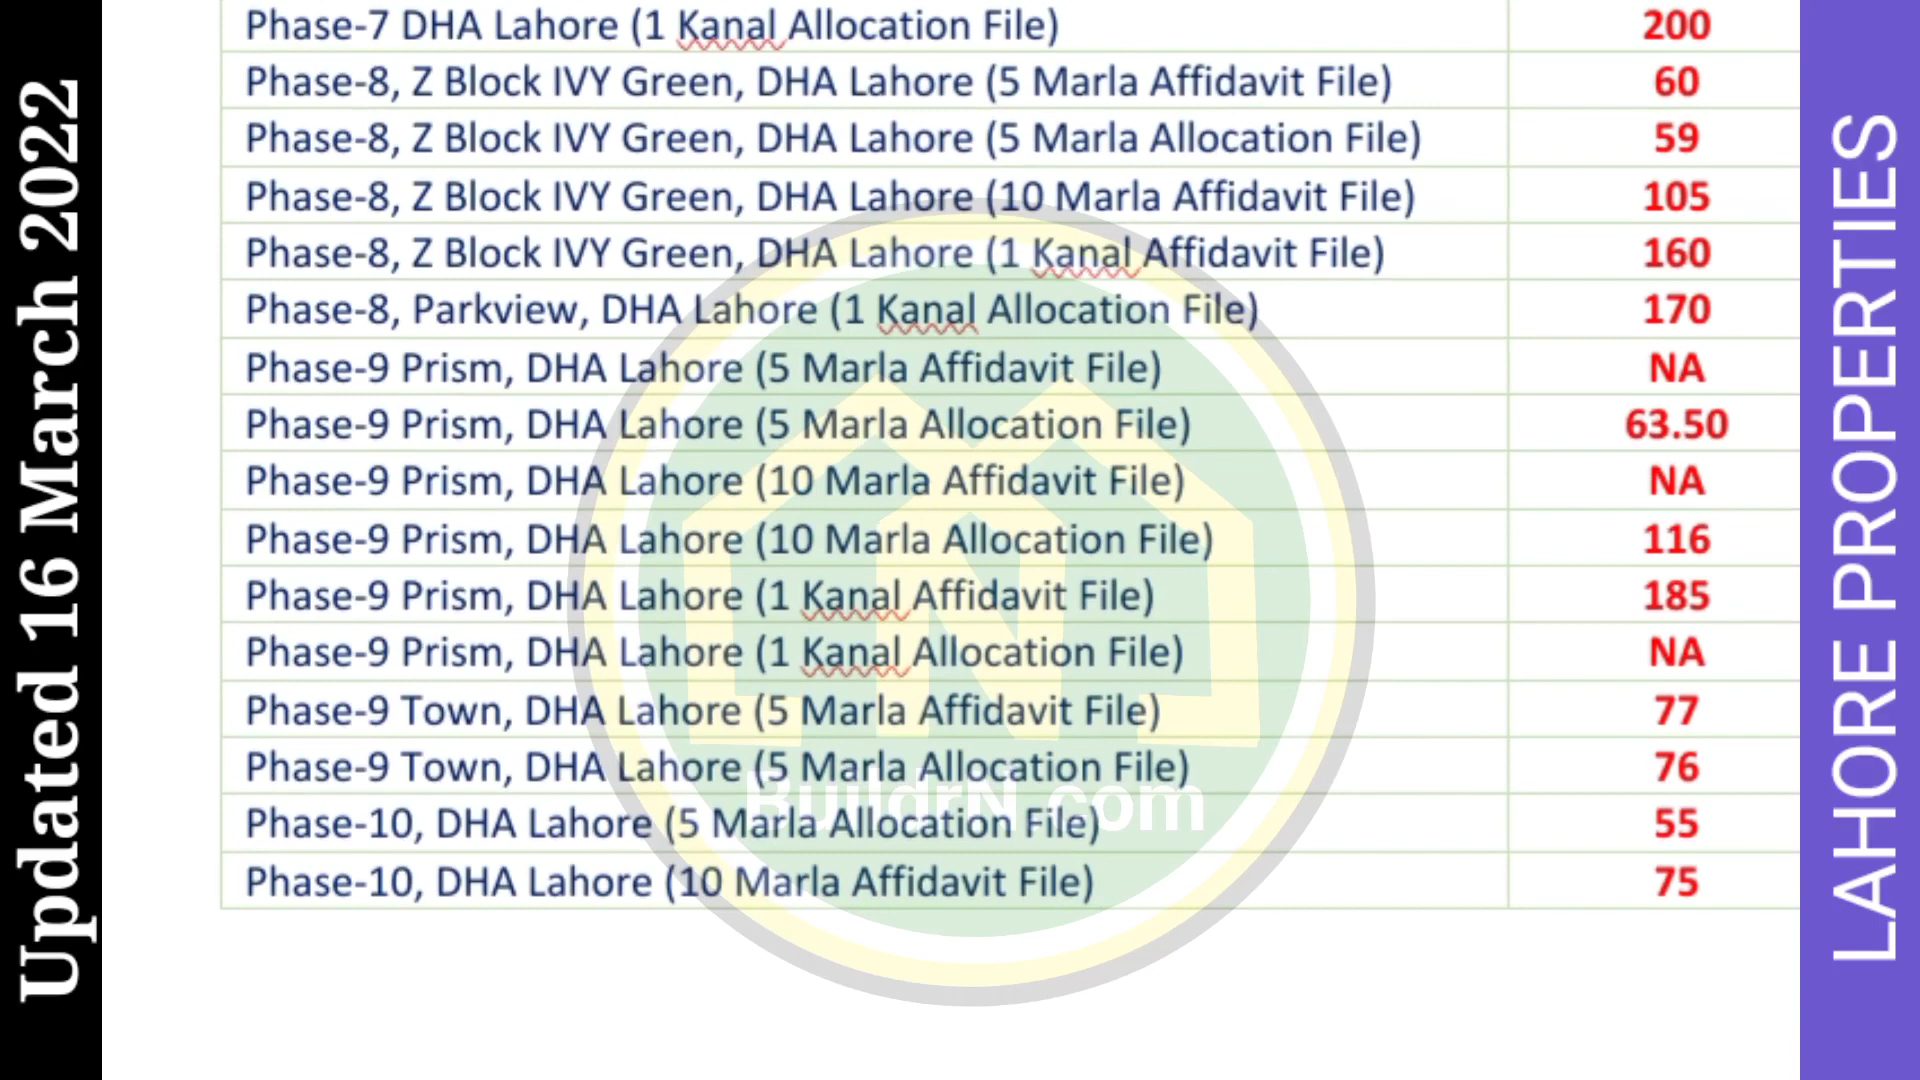 Updated 16 March 2022
Phase-7 DHA Lahore (1 Kanal Allocation File) 200
Phase-8, Z Block IVY Green, DHA Lahore (5 Marla Affidavit File) 60
Phase-8, Z Block IVY Green, DHA Lahore (5 Marla Allocation File) 59
Phase-8, Z Block IVY Green, DHA Lahore (10 Marla Affidavit File) 105
Phase-8, Z Block IVY Green, DHA Lahore (1 Kanal Affidavit File) 160
Phase-8, Parkview, DHA Lahore (1 Kanal Allocation File) 170
Phase-9 Prism, DHA Lahore (5 Marla Affidavit File) NA
Phase-9 Prism, DHA Lahore (5 Marla Allocation File) 63.50
Phase-9 Prism, DHA Lahore (10 Marla Affidavit File) NA
Phase-9 Prism, DHA Lahore (10 Marla Allocation File) 116
Phase-9 Prism, DHA Lahore (1 Kanal Affidavit File) 185
Phase-9 Prism, DHA Lahore (1 Kanal Allocation File) NA
Phase-9 Town, DHA Lahore (5 Marla Affidavit File) 77
Phase-9 Town, DHA Lahore (5 Marla Allocation File) 76
Phase-10, DHA Lahore (5 Marla Allocation File) 55
Phase-10, DHA Lahore (10 Marla Affidavit File) 75
BuildrN.com
LAHORE PROPERTIES